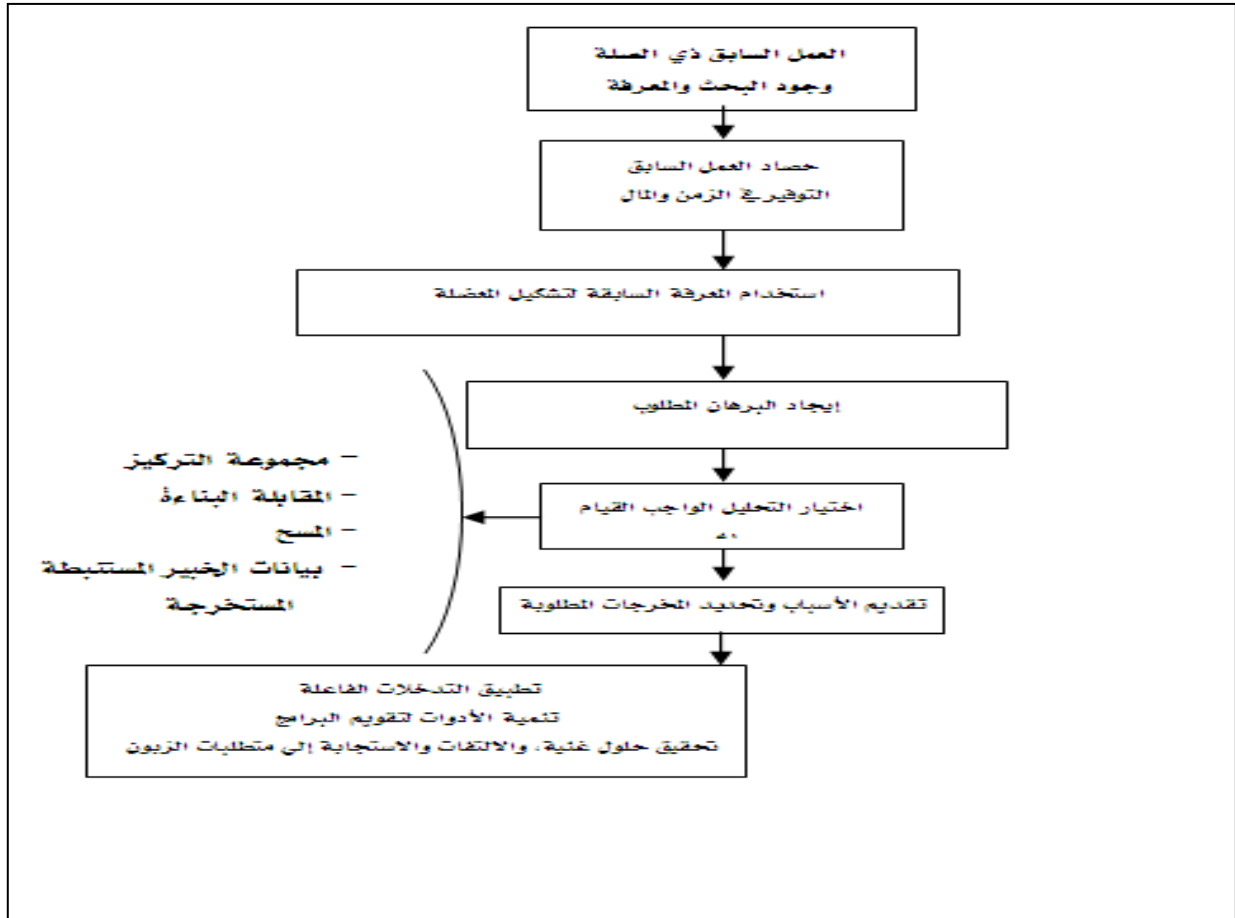 العمل السابق ذي الصلة
وجود البحث والمعرفة
حصاد العمل السابق
التوفير في الزمن والمال
استخدام المعرفة السابقة لتشكيل المعضلة
إيجاد البرهان المطلوب
اختيار التحليل الواجب القيام
– مجموعة التركيز
– المقابلة البناءة
– المسح
– بيانات الخبير المستنبطة
المستخرجة
تقديم الأسباب وتحديد المخرجات المطلوبة
تطبيق التدخلات الفاعلة
تنمية الأدوات لتقويم البرامج
تحقيق حلول غنية، والالتفات والاستجابة إلى متطلبات الزبون